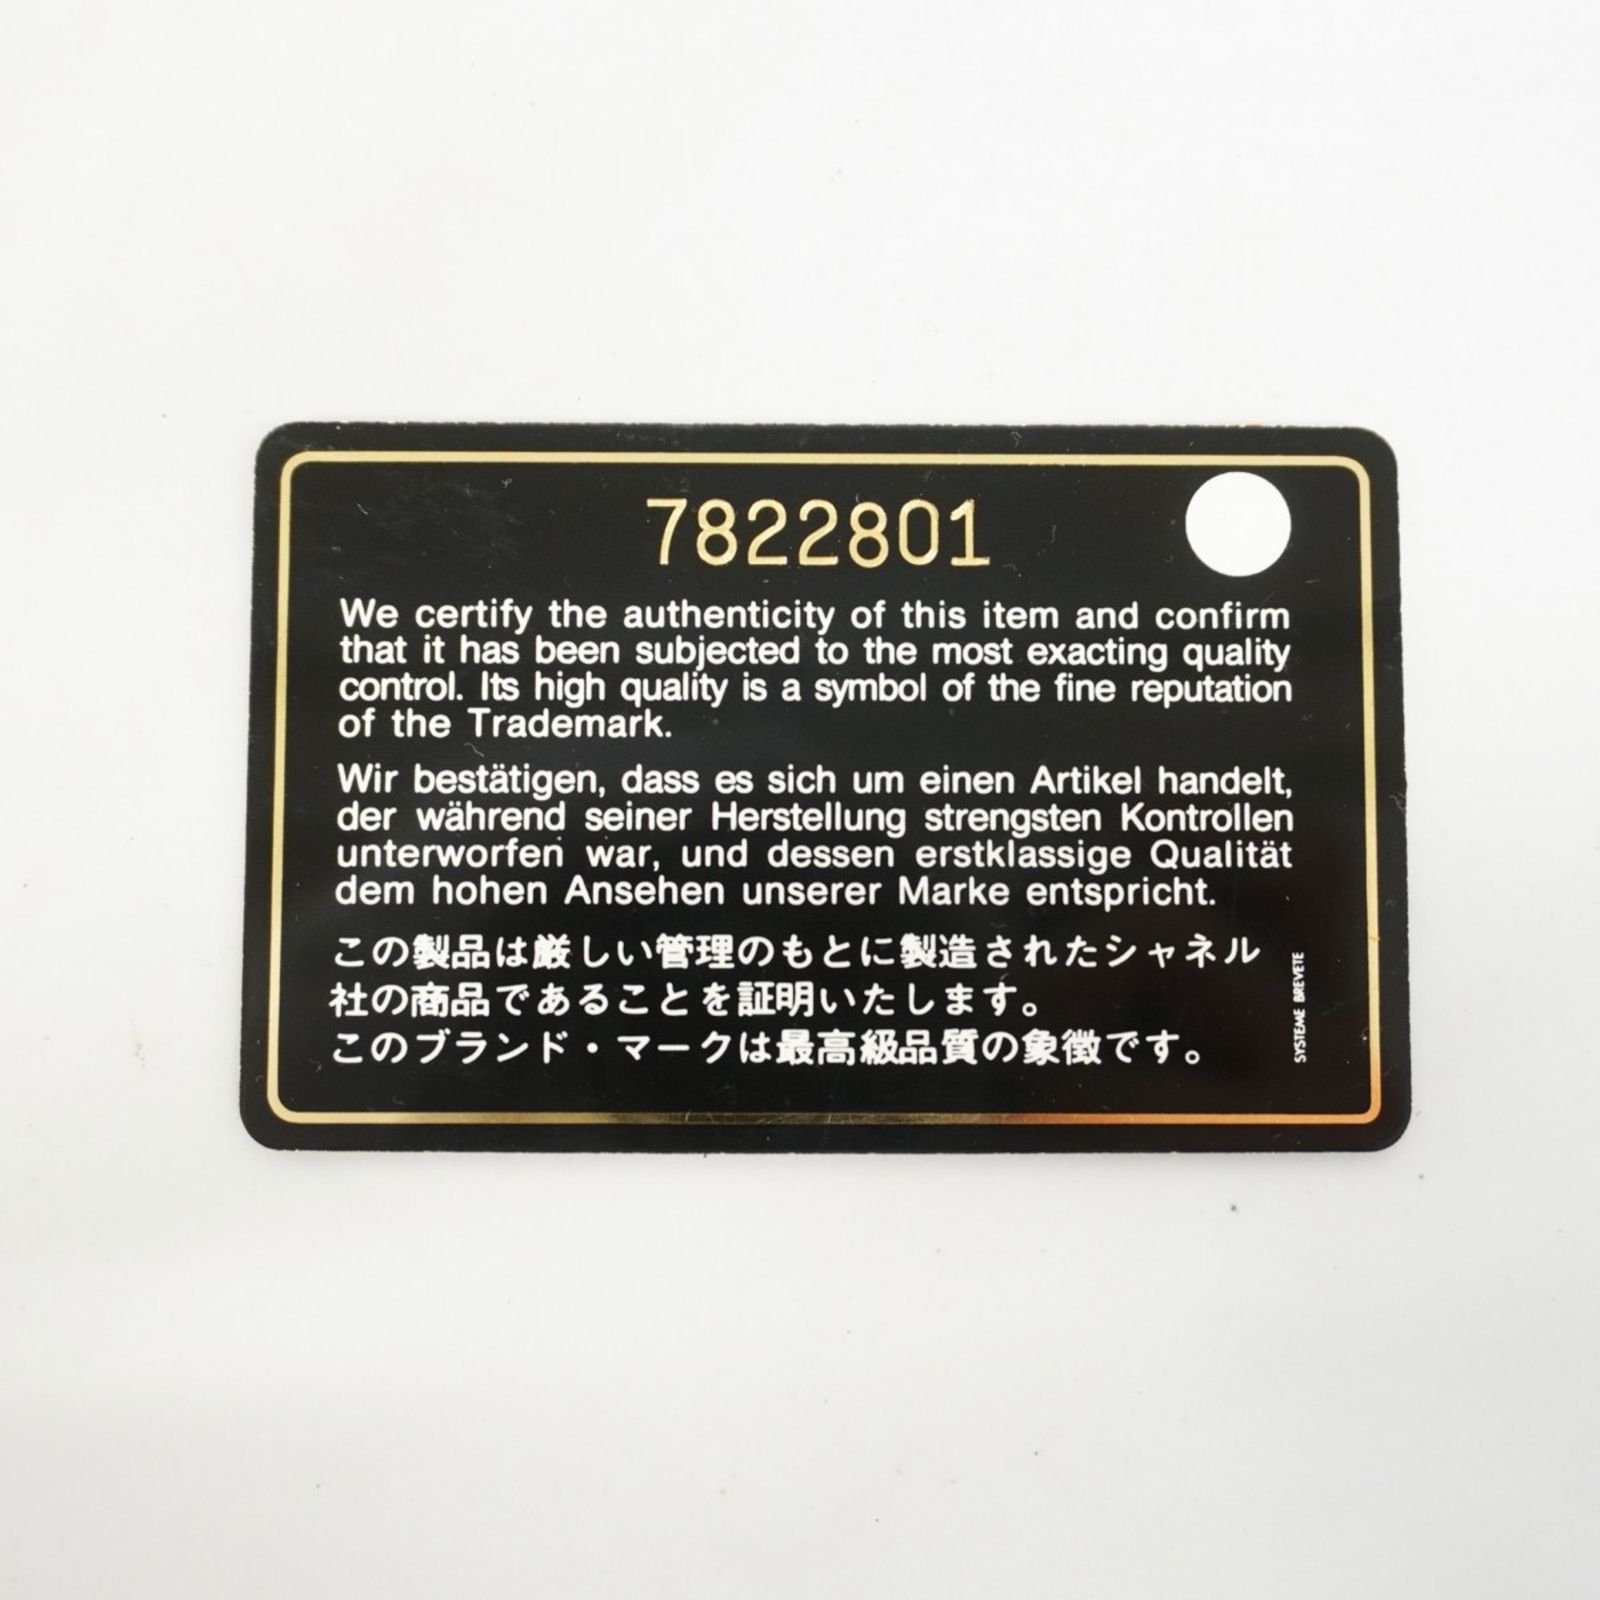 7822801
We certify the authenticity of this item and confirm
that it has been subjected to the most exacting quality
control. Its high quality is a symbol of the fine reputation
of the Trademark.
Wir bestätigen, dass es sich um einen Artikel handelt,
der während seiner Herstellung strengsten Kontrollen
unterworfen war, und dessen erstklassige Qualität
dem hohen Ansehen unserer Marke entspricht.
この製品は厳しい管理のもとに製造されたシャネル
社の商品であることを証明いたします。
このブランド・マークは最高級品質の象徴です。
SYSTEME BREVETE